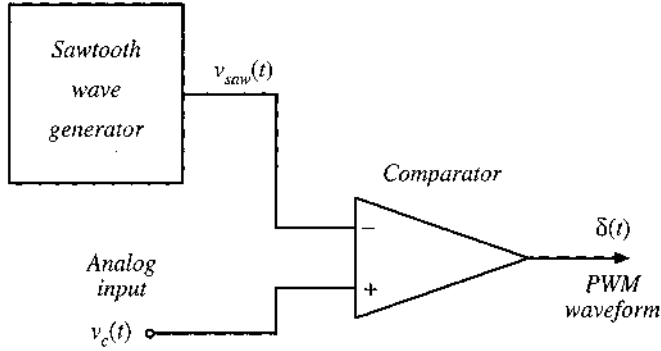 Sawtooth
wave
generator
v_saw(t)
Comparator
−
+
δ(t)
PWM
waveform
Analog
input
v_c(t)